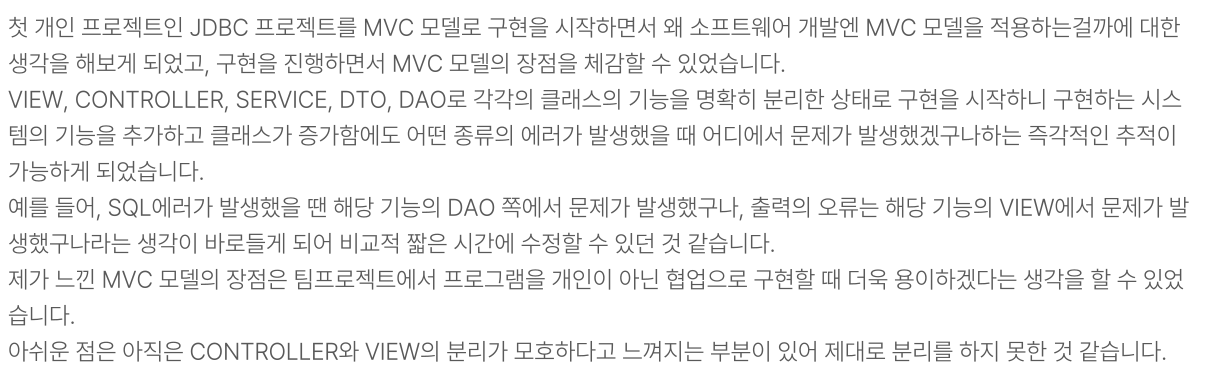 첫 개인 프로젝트인 JDBC 프로젝트를 MVC 모델로 구현을 시작하면서 왜 소프트웨어 개발엔 MVC 모델을 적용하는걸까에 대한
생각을 해보게 되었고, 구현을 진행하면서 MVC 모델의 장점을 체감할 수 있었습니다.
VIEW, CONTROLLER, SERVICE, DTO, DAO로 각각의 클래스의 기능을 명확히 분리한 상태로 구현을 시작하니 구현하는 시스
템의 기능을 추가하고 클래스가 증가함에도 어떤 종류의 에러가 발생했을 때 어디에서 문제가 발생했겠구나하는 즉각적인 추적이
가능하게 되었습니다.
예를 들어, SQL에러가 발생했을 땐 해당 기능의 DAO 쪽에서 문제가 발생했구나, 출력의 오류는 해당 기능의 VIEW에서 문제가 발
생했구나라는 생각이 바로들게 되어 비교적 짧은 시간에 수정할 수 있던 것 같습니다.
제가 느낀 MVC 모델의 장점은 팀프로젝트에서 프로그램을 개인이 아닌 협업으로 구현할 때 더욱 용이하겠다는 생각을 할 수 있었
습니다.
아쉬운 점은 아직은 CONTROLLER와 VIEW의 분리가 모호하다고 느껴지는 부분이 있어 제대로 분리를 하지 못한 것 같습니다.